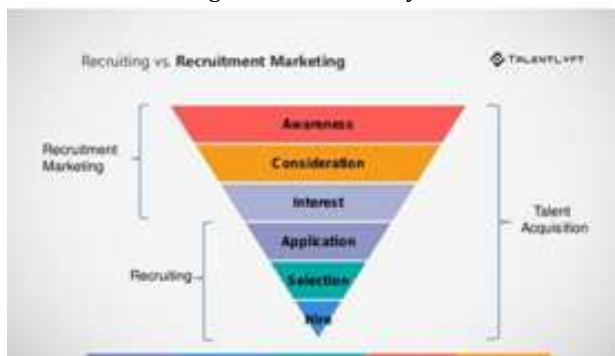 Recruiting vs. Recruitment Marketing
TALENTLYFT
Awareness
Recruitment
Marketing
Consideration
Interest
Talent
Acquisition
Application
Recruiting
Selection
Hire